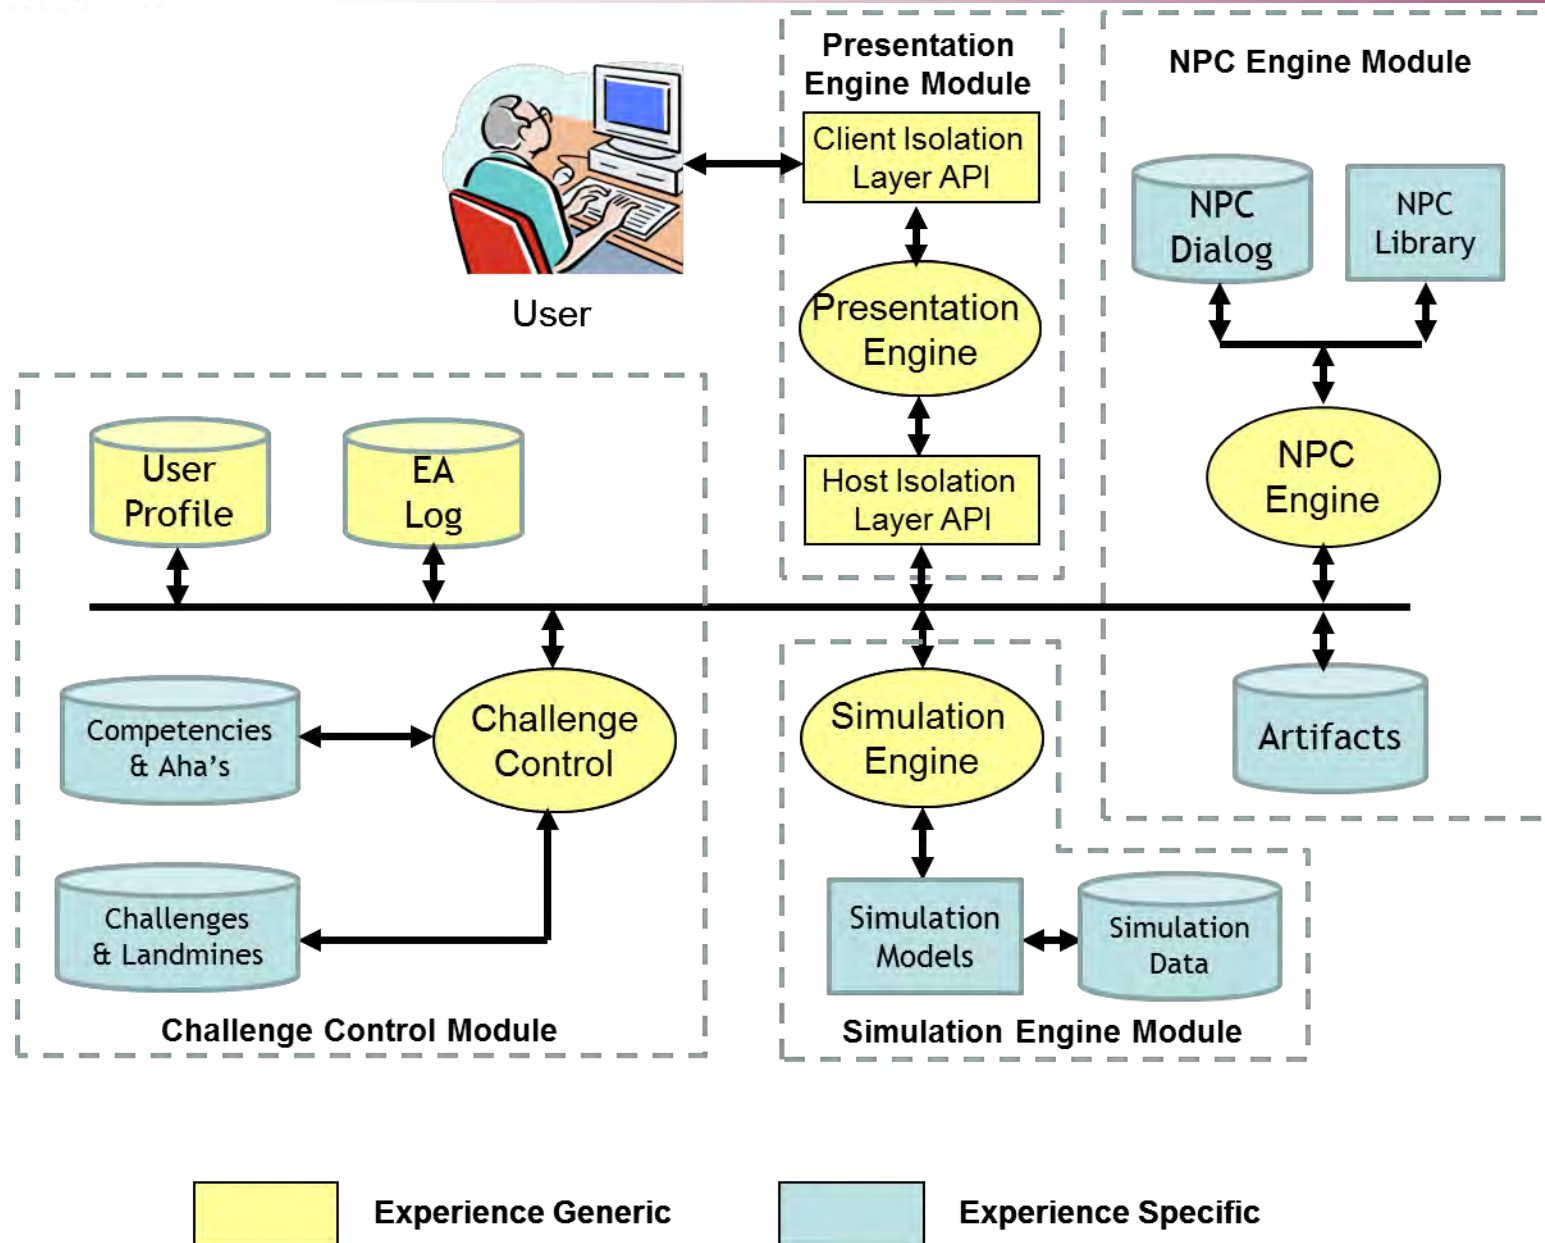 Presentation
Engine Module
NPC Engine Module
Client Isolation
Layer API
NPC
Dialog
NPC
Library
User
Presentation
Engine
User
Profile
EA
Log
Host Isolation
Layer API
NPC
Engine
Competencies
& Aha's
Challenge
Control
Simulation
Engine
Artifacts
Challenges
& Landmines
Simulation
Models
Simulation
Data
Challenge Control Module
Simulation Engine Module
Experience Generic
Experience Specific